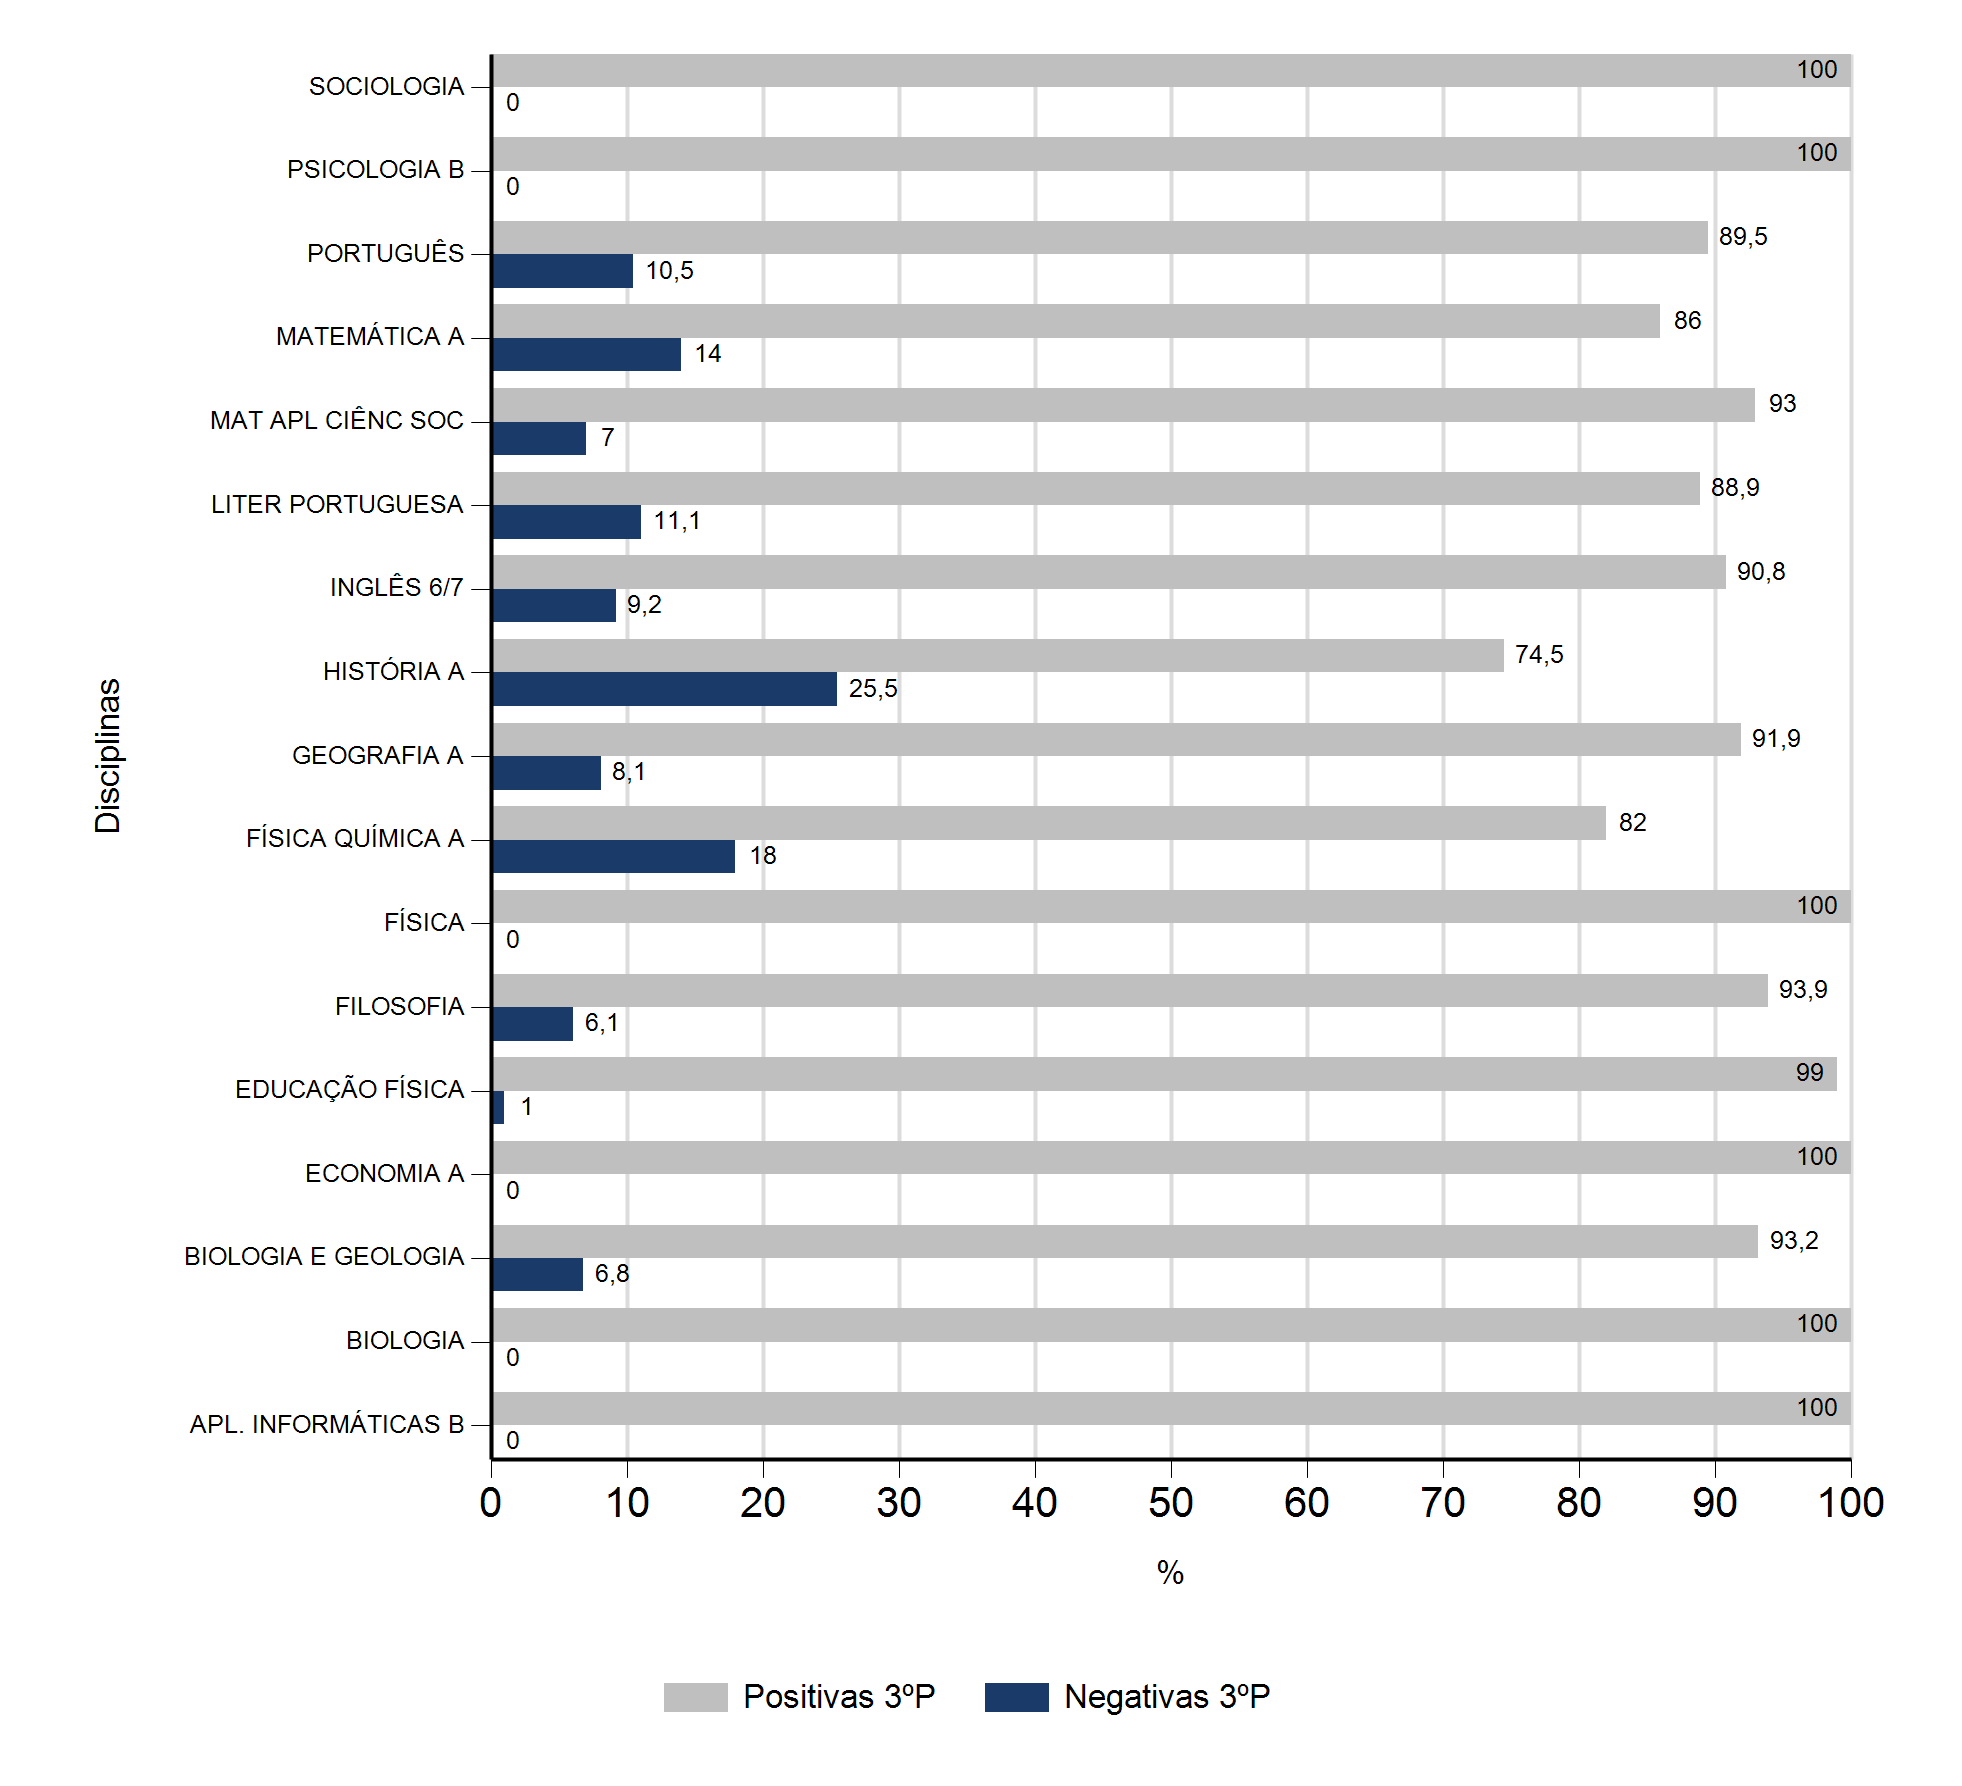 SOCIOLOGIA
100
0
PSICOLOGIA B
100
0
PORTUGUÊS
89,5
10,5
MATEMÁTICA A
86
14
MAT APL CIÊNC SOC
93
7
LITER PORTUGUESA
88,9
11,1
INGLÊS 6/7
90,8
9,2
HISTÓRIA A
74,5
25,5
GEOGRAFIA A
91,9
8,1
FÍSICA QUÍMICA A
82
18
FÍSICA
100
0
FILOSOFIA
93,9
6,1
EDUCAÇÃO FÍSICA
99
1
ECONOMIA A
100
0
BIOLOGIA E GEOLOGIA
93,2
6,8
BIOLOGIA
100
0
APL. INFORMÁTICAS B
100
0
Disciplinas
0 10 20 30 40 50 60 70 80 90 100
%
Positivas 3ºP Negativas 3ºP